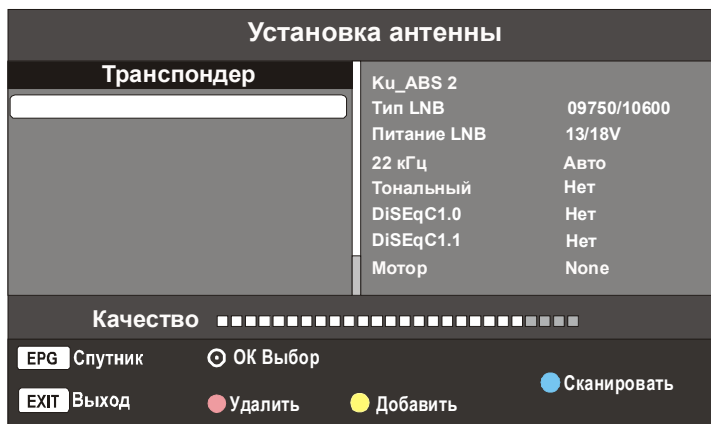 Установка антенны
Транспондер
Ku_ABS 2
Тип LNB 09750/10600
Питание LNB 13/18V
22 кГц Авто
Тональный Нет
DiSEqC1.0 Нет
DiSEqC1.1 Нет
Мотор None
Качество
EPG Спутник ОК Выбор
EXIT Выход Удалить Добавить Сканировать